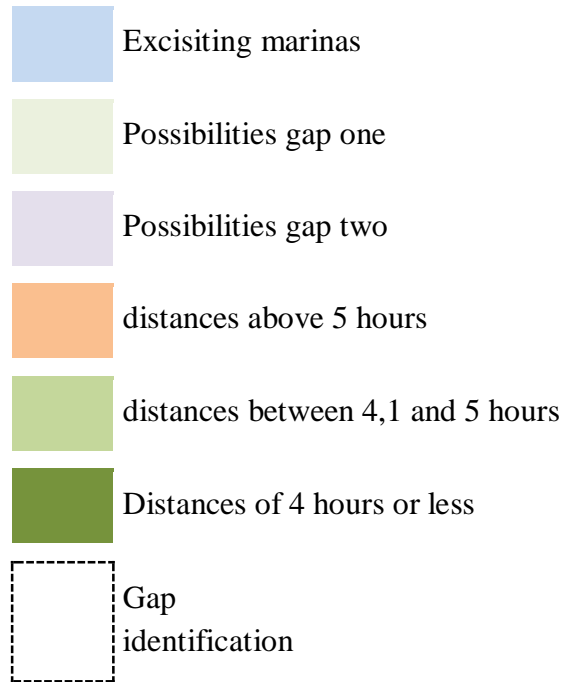 Excisiting marinas
Possibilities gap one
Possibilities gap two
distances above 5 hours
distances between 4,1 and 5 hours
Distances of 4 hours or less
Gap
identification